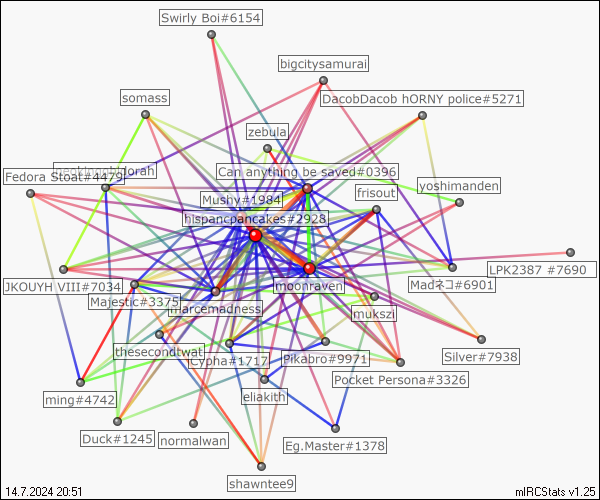 Swirly Boi#6154
bigcitysamurai
somass
DacobDacob hORNY police#5271
zebula
Fedora Stoat#4479
Can anything be saved#0396
Mushy#1984
frisout
yoshimanden
hispancpancakes#2928
LPK2387 #7690
JKOUYH VIII#7034
moonraven
Madネコ#6901
Majestic#3375
marcemadness
mukszi
thesecondtwat
Cypha#1717
Pikabro#9971
Silver#7938
Pocket Persona#3326
ming#4742
eliakith
Duck#1245
normalwan
Eg.Master#1378
shawntee9
14.7.2024 20:51
mIRCStats v1.25